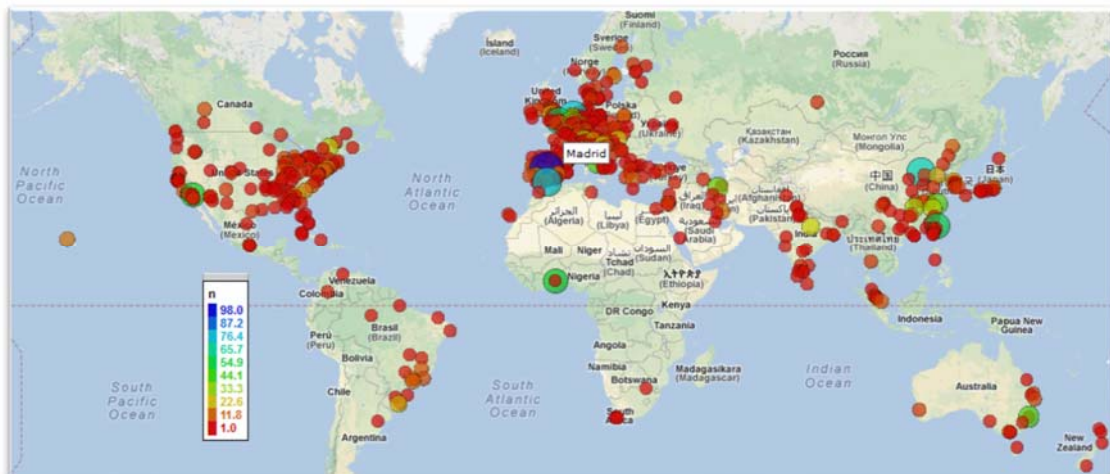 Suomi
(Finland)
Ísland
(Iceland)
Sverige
Norge
Россия
(Russia)
Canada
United
Kingdom
Polska
Madrid
Қазақстан
(Kazakhstan)
Монгол Улс
(Mongolia)
North
Pacific
Ocean
North
Atlantic
Ocean
México
(Mexico)
الجزائر
(Algeria)
ليبيا
(Libya)
(Egypt)
العراق
(Iraq)
السعودية
(Saudi
Arabia)
(Afghanistan)
پاکستان
(Pakistan)
India
中国
(China)
日本
(Japan)
ประเทศไทย
(Thailand)
Mali
Niger
السودان
(Sudan)
Tchad
(Chad)
Nigeria
ኢትዮጵያ
(Ethiopia)
Venezuela
Colombia
DR Congo
Kenya
Tanzania
Indonesia
Papua New
Guinea
Perú
(Peru)
Brasil
(Brazil)
Bolivia
Chile
Argentina
Angola
Namibia
Botswana
South
Africa
Madagasikara
(Madagascar)
South
Pacific
Ocean
South
Atlantic
Ocean
Indian
Ocean
Australia
New
Zealand
n
98.0
87.2
76.4
65.7
54.9
44.1
33.3
22.6
11.8
1.0